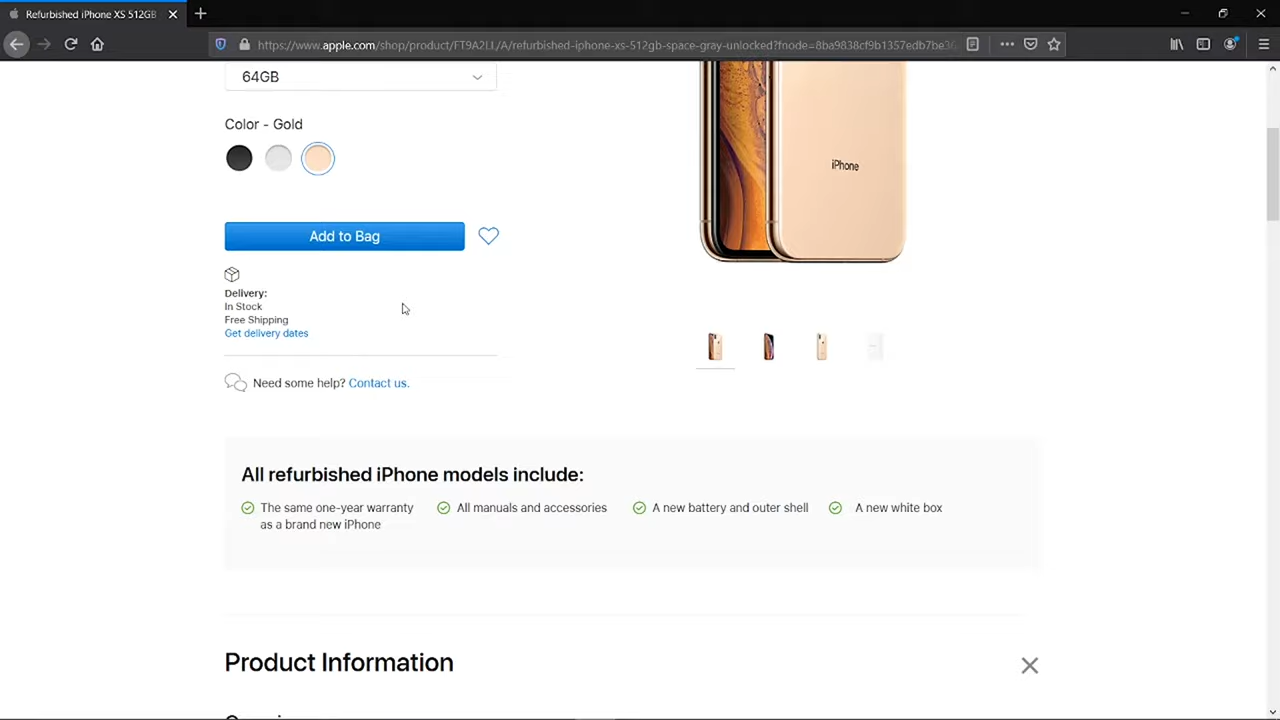 Refurbished iPhone XS 512GB
https://www.apple.com/shop/product/FT9A2LL/A/refurbished-iphone-xs-512gb-space-gray-unlocked?fnode=8ba9838cf9b1357edb7be3
64GB
Color - Gold
iPhone
Add to Bag
Delivery:
In Stock
Free Shipping
Get delivery dates
Need some help? Contact us.
All refurbished iPhone models include:
The same one-year warranty
as a brand new iPhone
All manuals and accessories
A new battery and outer shell
A new white box
Product Information